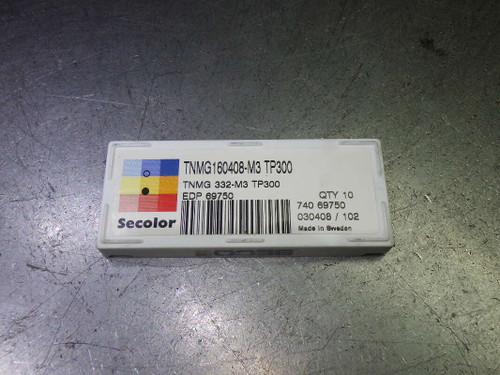 TNMG160408-M3 TP300
TNMG 332-M3 TP300
EDP 69750
QTY 10
740 69750
030408 / 102
Made in Sweden
Secolor
SECO